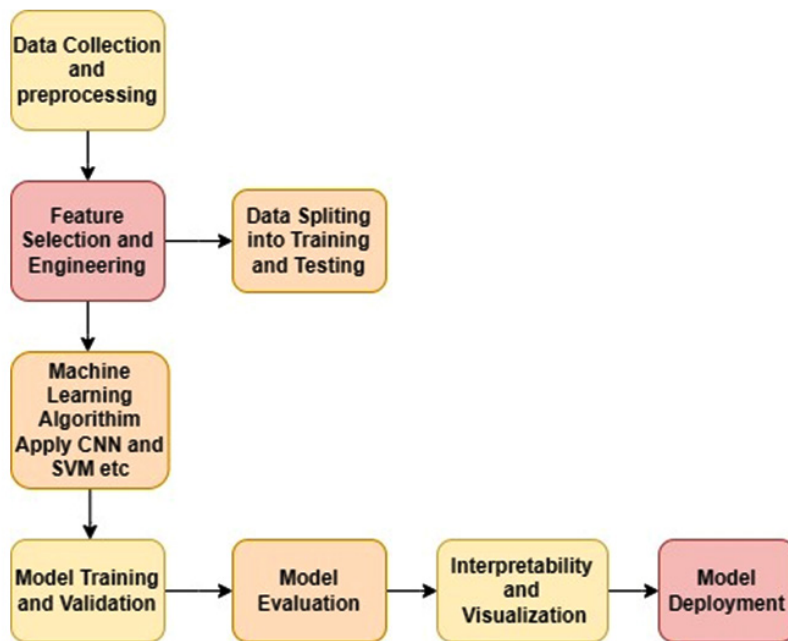 Data Collection
and
preprocessing
Feature
Selection and
Engineering
Data Spliting
into Training
and Testing
Machine
Learning
Algorithim
Apply CNN and
SVM etc
Model Training
and Validation
Model
Evaluation
Interpretability
and
Visualization
Model
Deployment